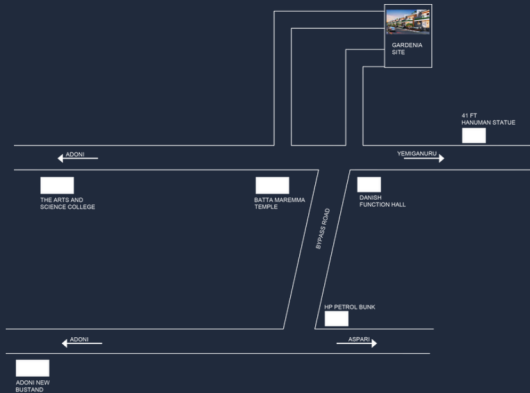 GARDENIA
SITE
41 FT
HANUMAN STATUE
ADONI
YEMIGANURU
THE ARTS AND
SCIENCE COLLEGE
BATTA MAREMMA
TEMPLE
DANISH
FUNCTION HALL
BYPASS ROAD
HP PETROL BUNK
ADONI
ASPARI
ADONI NEW
BUSTAND